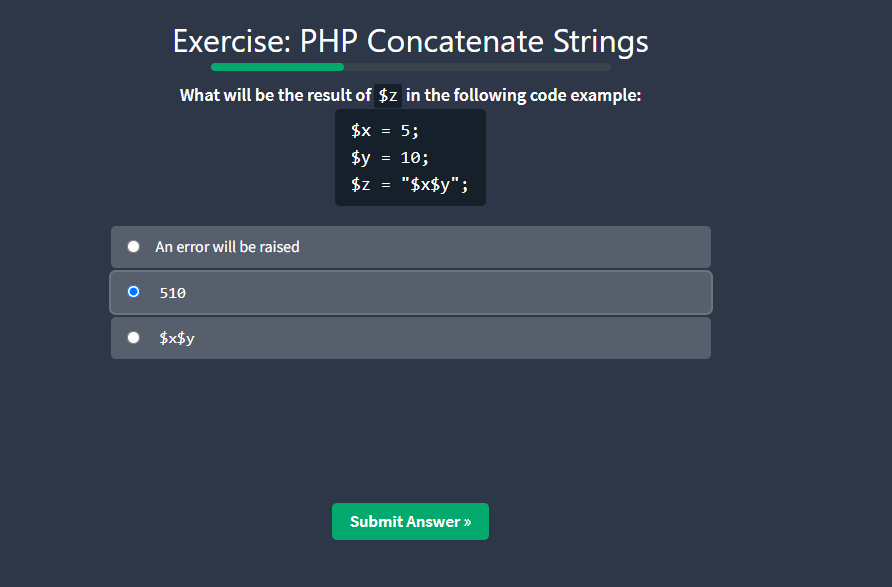 Exercise: PHP Concatenate Strings
What will be the result of $z in the following code example:
$x = 5;
$y = 10;
$z = "$x$y";
An error will be raised
510
$x$y
Submit Answer »